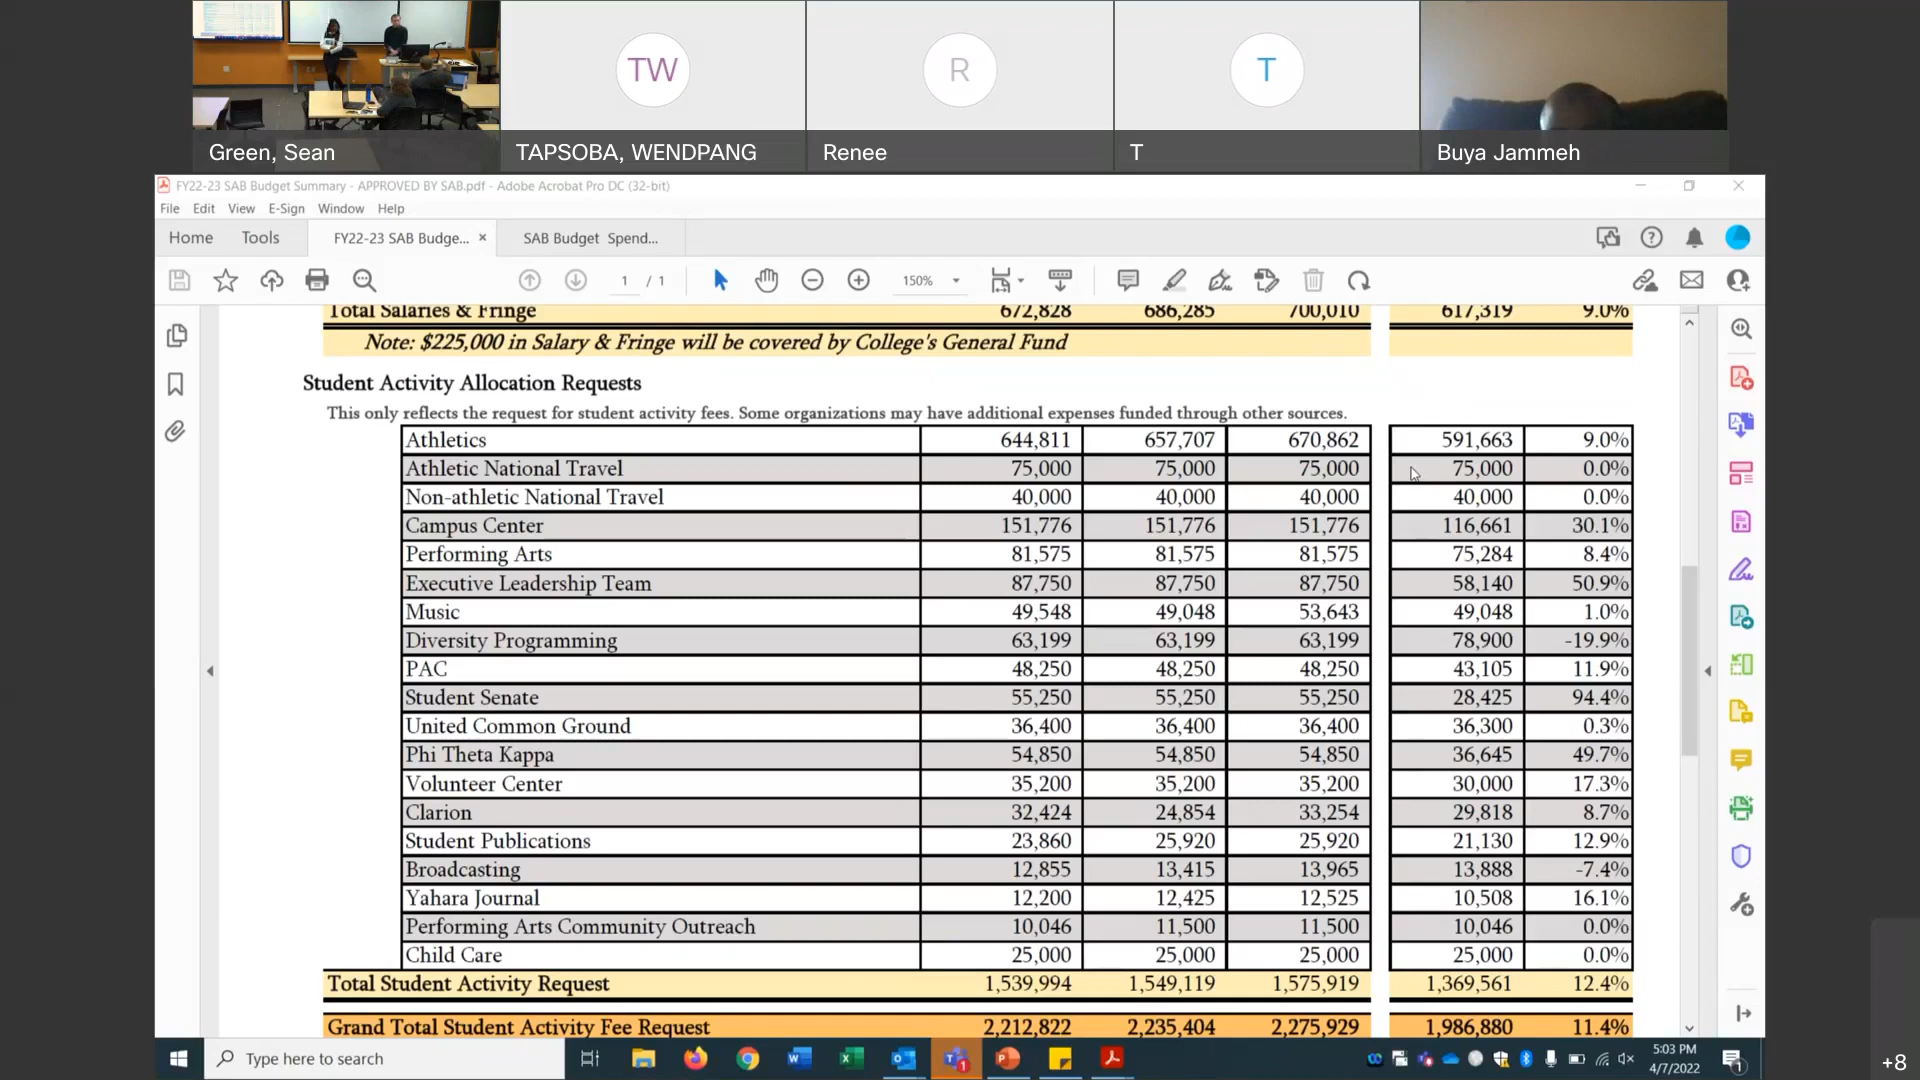 TW
R
T
Green, Sean
TAPSOBA, WENDPANG
Renee
T
Buya Jammeh
FY22-23 SAB Budget Summary - APPROVED BY SAB.pdf - Adobe Acrobat Pro DC (32-bit)
File Edit View E-Sign Window Help
Home Tools FY22-23 SAB Budge... × SAB Budget Spend...
1 / 1 150%
Total Salaries & Fringe 672,828 686,285 700,010 617,319 9.0%
Note: $225,000 in Salary & Fringe will be covered by College's General Fund
Student Activity Allocation Requests
This only reflects the request for student activity fees. Some organizations may have additional expenses funded through other sources.
Athletics 644,811 657,707 670,862 591,663 9.0%
Athletic National Travel 75,000 75,000 75,000 75,000 0.0%
Non-athletic National Travel 40,000 40,000 40,000 40,000 0.0%
Campus Center 151,776 151,776 151,776 116,661 30.1%
Performing Arts 81,575 81,575 81,575 75,284 8.4%
Executive Leadership Team 87,750 87,750 87,750 58,140 50.9%
Music 49,548 49,048 53,643 49,048 1.0%
Diversity Programming 63,199 63,199 63,199 78,900 -19.9%
PAC 48,250 48,250 48,250 43,105 11.9%
Student Senate 55,250 55,250 55,250 28,425 94.4%
United Common Ground 36,400 36,400 36,400 36,300 0.3%
Phi Theta Kappa 54,850 54,850 54,850 36,645 49.7%
Volunteer Center 35,200 35,200 35,200 30,000 17.3%
Clarion 32,424 24,854 33,254 29,818 8.7%
Student Publications 23,860 25,920 25,920 21,130 12.9%
Broadcasting 12,855 13,415 13,965 13,888 -7.4%
Yahara Journal 12,200 12,425 12,525 10,508 16.1%
Performing Arts Community Outreach 10,046 11,500 11,500 10,046 0.0%
Child Care 25,000 25,000 25,000 25,000 0.0%
Total Student Activity Request 1,539,994 1,549,119 1,575,919 1,369,561 12.4%
Grand Total Student Activity Fee Request 2,212,822 2,235,404 2,275,929 1,986,880 11.4%
Type here to search
5:03 PM
4/7/2022
+8